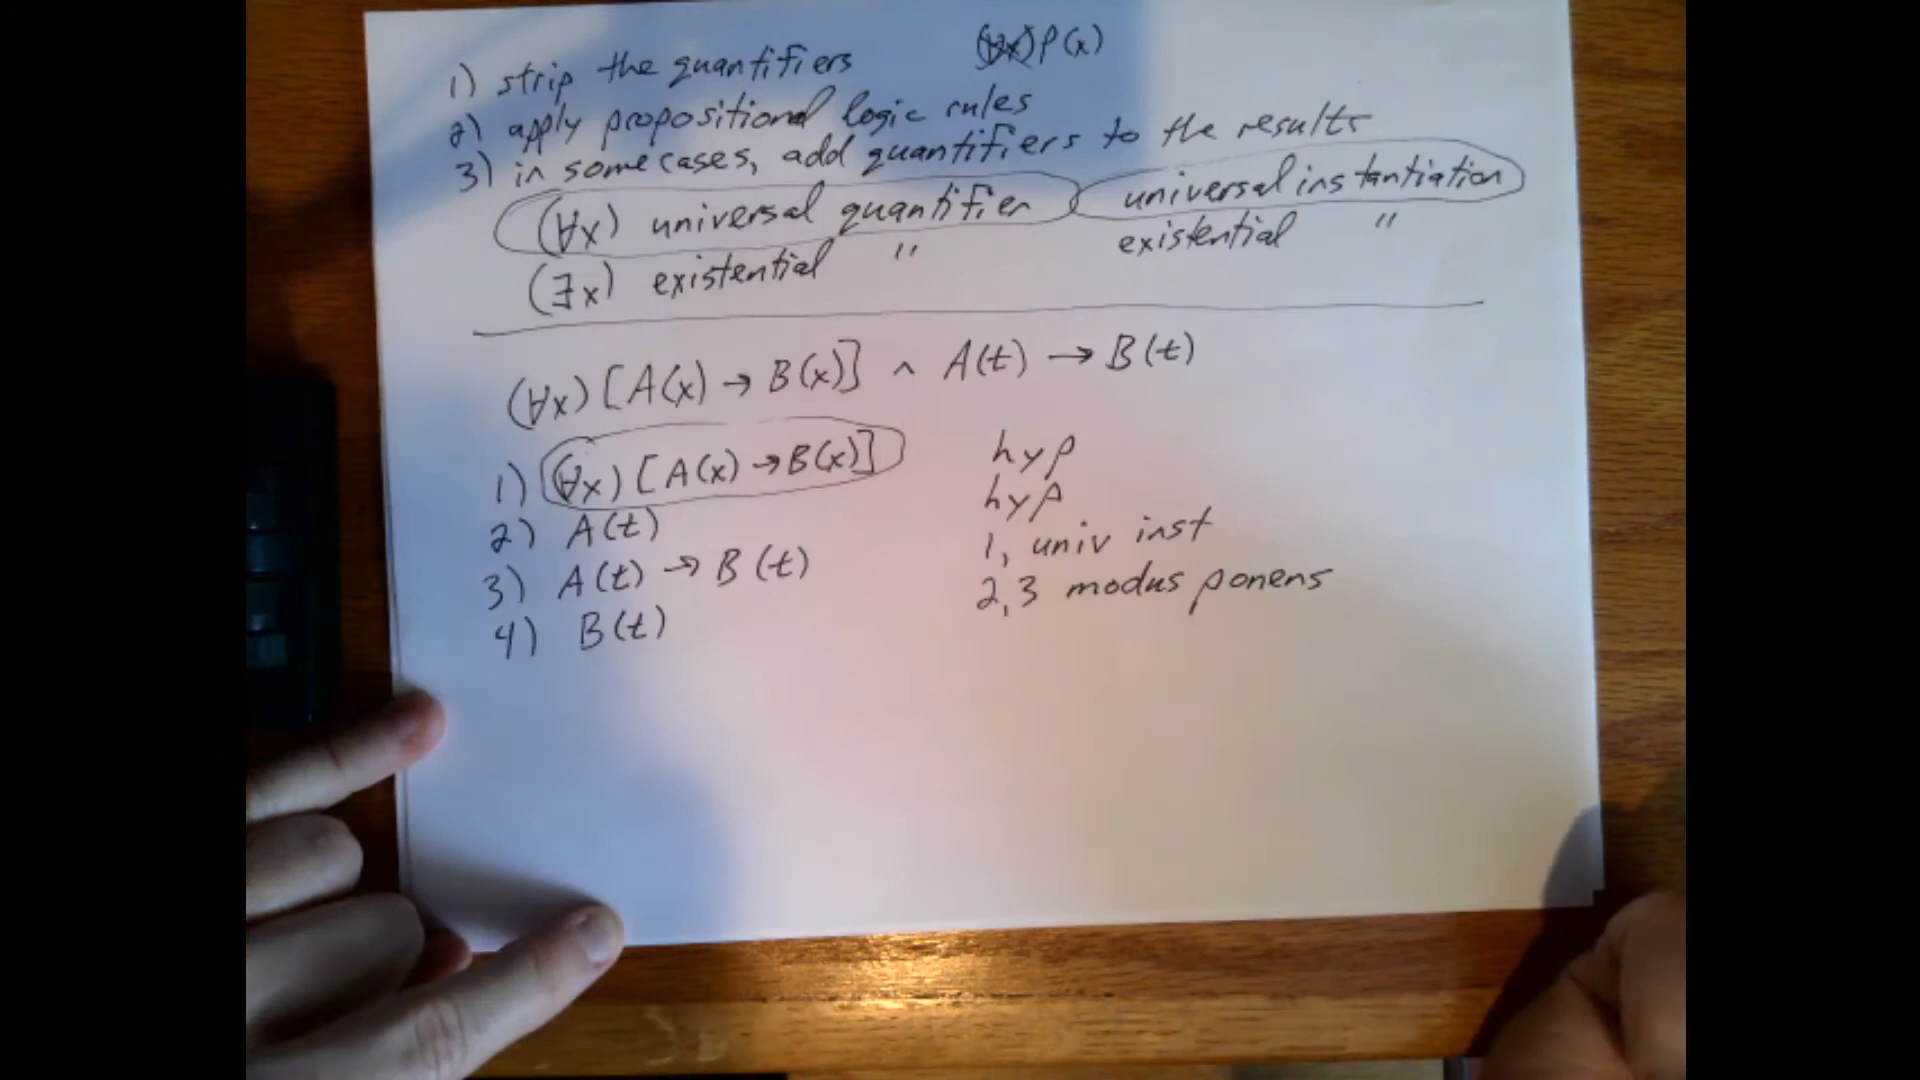 1) strip the quantifiers (∀x)P(x)
2) apply propositional logic rules
3) in some cases, add quantifiers to the results
(∀x) universal quantifier universal instantiation
(∃x) existential " existential "
(∀x)[A(x) → B(x)] ∧ A(t) → B(t)
1) (∀x)[A(x) → B(x)] hyp
2) A(t) hyp
3) A(t) → B(t) 1, univ inst
4) B(t) 2,3 modus ponens